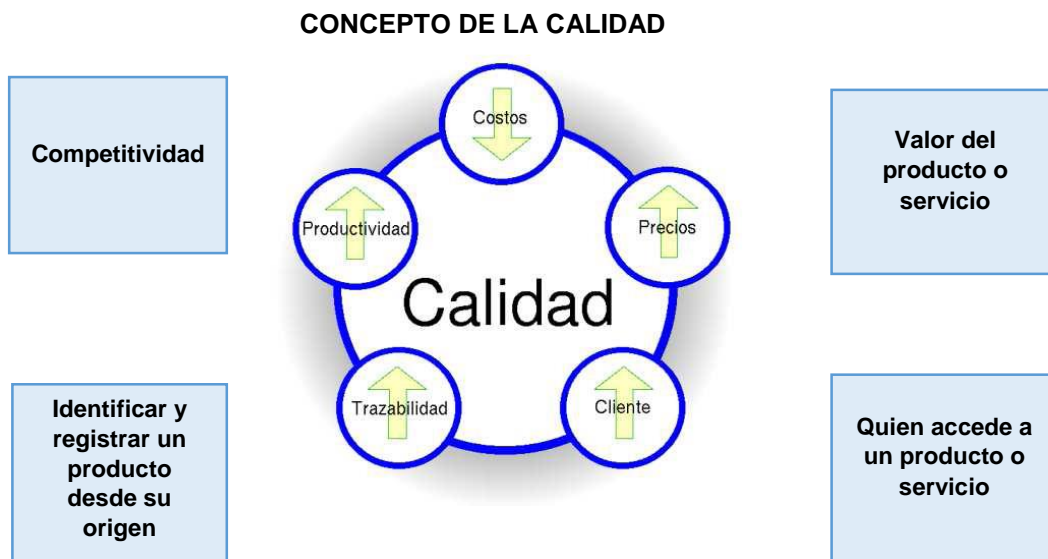 CONCEPTO DE LA CALIDAD
Competitividad
Costos
Valor del
producto o
servicio
Productividad
Precios
Calidad
Trazabilidad
Cliente
Identificar y
registrar un
producto
desde su
origen
Quien accede a
un producto o
servicio